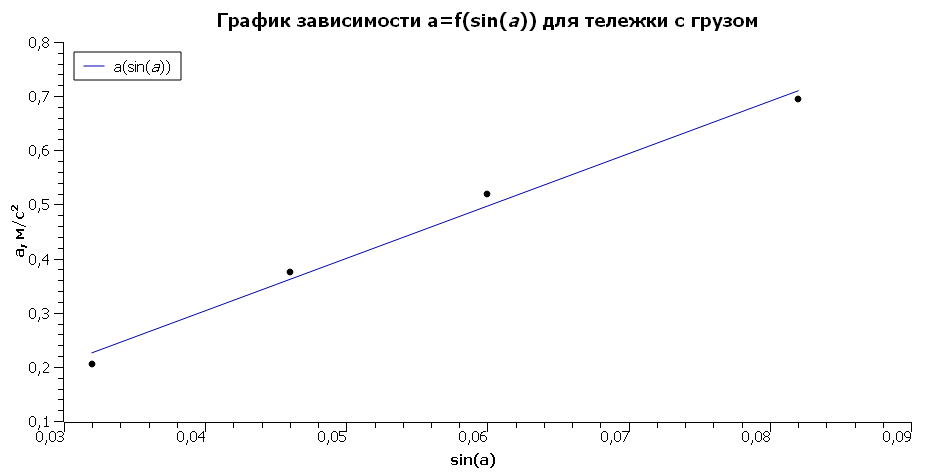 График зависимости a=f(sin(a)) для тележки с грузом
a(sin(a))
0,8
0,7
0,6
0,5
0,4
0,3
0,2
0,1
a, м/с²
0,03 0,04 0,05 0,06 0,07 0,08 0,09
sin(a)